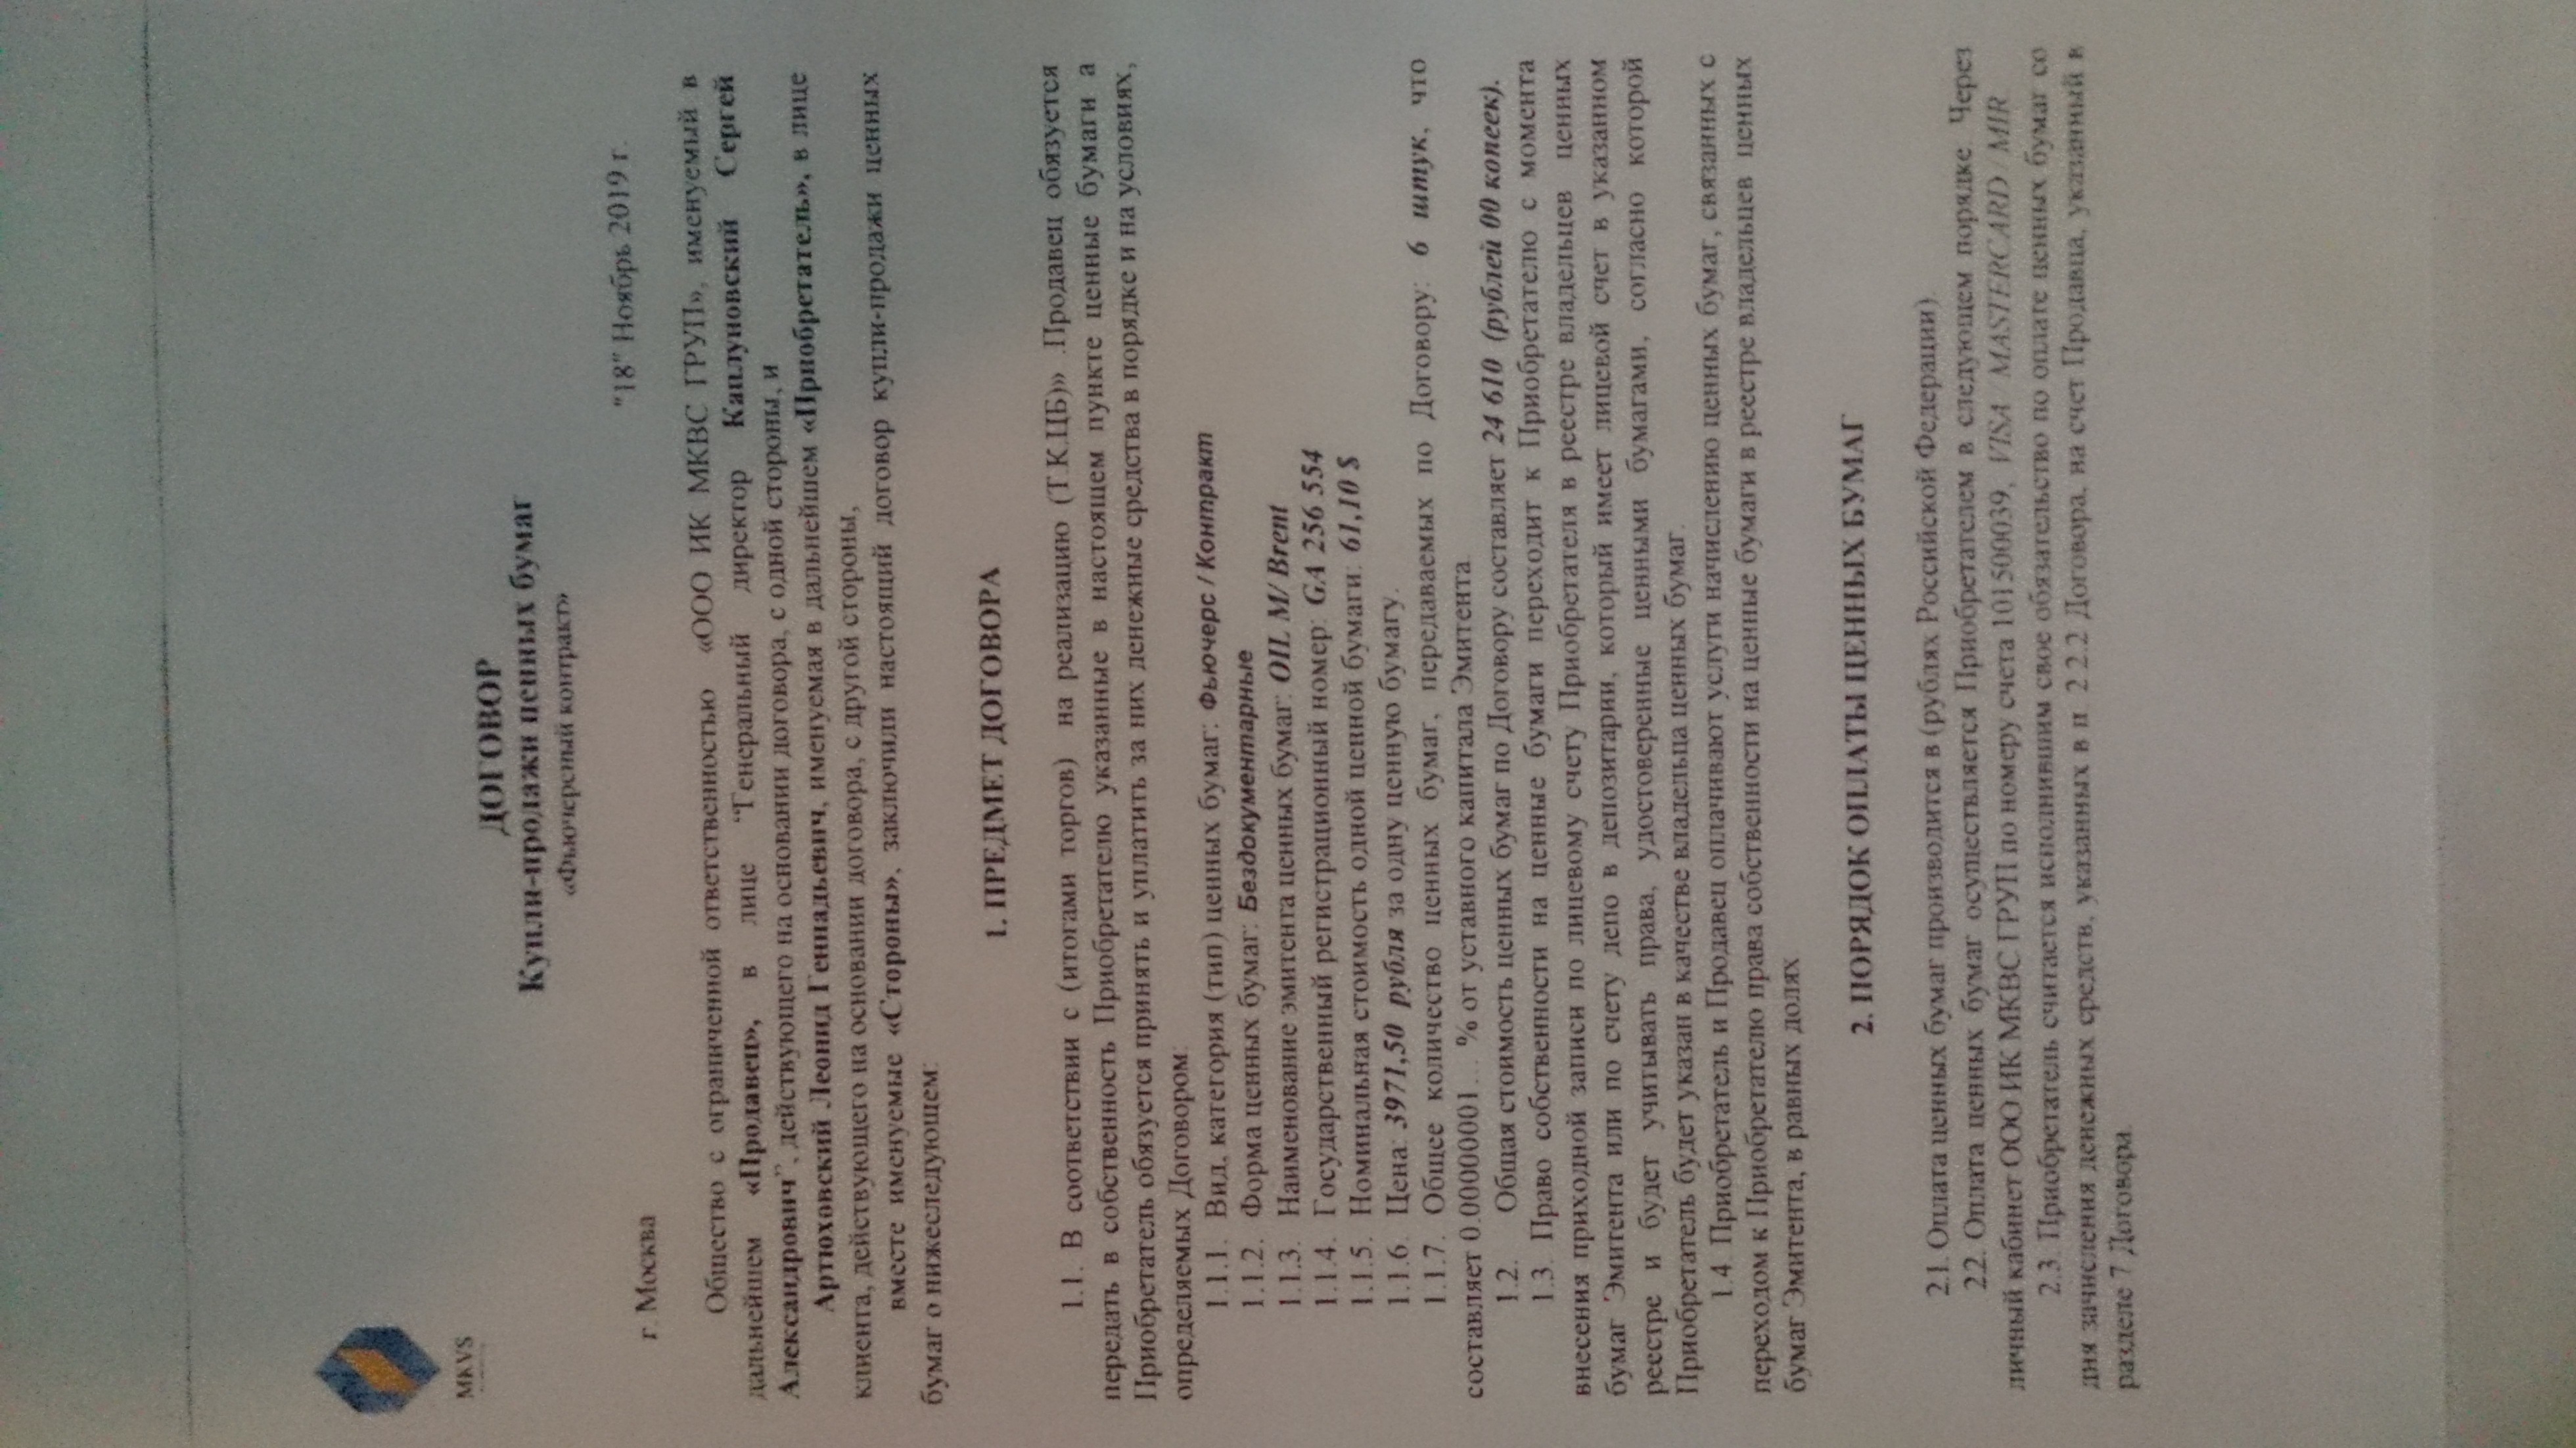 MKVS
ДОГОВОР
Купли-продажи ценных бумаг
«Фьючерсный контракт»
"18" Ноябрь 2019 г.
г. Москва
Общество с ограниченной ответственностью «ООО ИК МКВС ГРУП», именуемый в
дальнейшем «Продавец», в лице "Генеральный директор Каплуновский Сергей
Александрович", действующего на основании договора, с одной стороны, и
Артюховский Леонид Геннадьевич, именуемая в дальнейшем «Приобретатель», в лице
клиента, действующего на основании договора, с другой стороны,
вместе именуемые «Стороны», заключили настоящий договор купли-продажи ценных
бумаг о нижеследующем:
1. ПРЕДМЕТ ДОГОВОРА
1.1. В соответствии с (итогами торгов) на реализацию (Т.К.ЦБ)» .Продавец обязуется
передать в собственность Приобретателю указанные в настоящем пункте ценные бумаги а
Приобретатель обязуется принять и уплатить за них денежные средства в порядке и на условиях,
определяемых Договором:
1.1.1. Вид, категория (тип) ценных бумаг: Фьючерс / Контракт
1.1.2. Форма ценных бумаг: Бездокументарные
1.1.3. Наименование эмитента ценных бумаг: OIL M/ Brent
1.1.4. Государственный регистрационный номер: GA 256 554
1.1.5. Номинальная стоимость одной ценной бумаги: 61,10 $
1.1.6. Цена: 3971,50 рубля за одну ценную бумагу.
1.1.7. Общее количество ценных бумаг, передаваемых по Договору: 6 штук, что
составляет 0.00000001... % от уставного капитала Эмитента.
1.2. Общая стоимость ценных бумаг по Договору составляет 24 610 (рублей 00 копеек).
1.3. Право собственности на ценные бумаги переходит к Приобретателю с момента
внесения приходной записи по лицевому счету Приобретателя в реестре владельцев ценных
бумаг Эмитента или по счету депо в депозитарии, который имеет лицевой счет в указанном
реестре и будет учитывать права, удостоверенные ценными бумагами, согласно которой
Приобретатель будет указан в качестве владельца ценных бумаг.
1.4. Приобретатель и Продавец оплачивают услуги начислению ценных бумаг, связанных с
переходом к Приобретателю права собственности на ценные бумаги в реестре владельцев ценных
бумаг Эмитента, в равных долях.
2. ПОРЯДОК ОПЛАТЫ ЦЕННЫХ БУМАГ
2.1. Оплата ценных бумаг производится в (рублях Российской Федерации).
2.2. Оплата ценных бумаг осуществляется Приобретателем в следующем порядке. Через
личный кабинет ООО ИК МКВС ГРУП по номеру счета 101500039, VISA MASTERCARD / MIR
2.3. Приобретатель считается исполнившим свое обязательство по оплате ценных бумаг со
дня зачисления денежных средств, указанных в п. 2.2.2 Договора, на счет Продавца, указанный в
разделе 7 Договора.